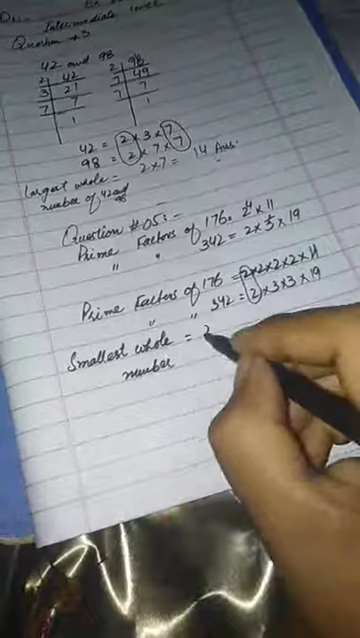 Intermediate level
Question #3
42 and 98
2 | 42
3 | 21
7 | 7
1
2 | 98
7 | 49
7 | 7
1
42 = 2×3×7
98 = 2×7×7
Largest whole = 2×7 = 14 Ans.
number of 42 and 98
Question #05:-
Prime Factors of 176 = 2⁴ × 11
" " 342 = 2 × 3² × 19
Prime Factors of 176 = 2×2×2×2×11
" " 342 = 2×3×3×19
Smallest whole = 2
number